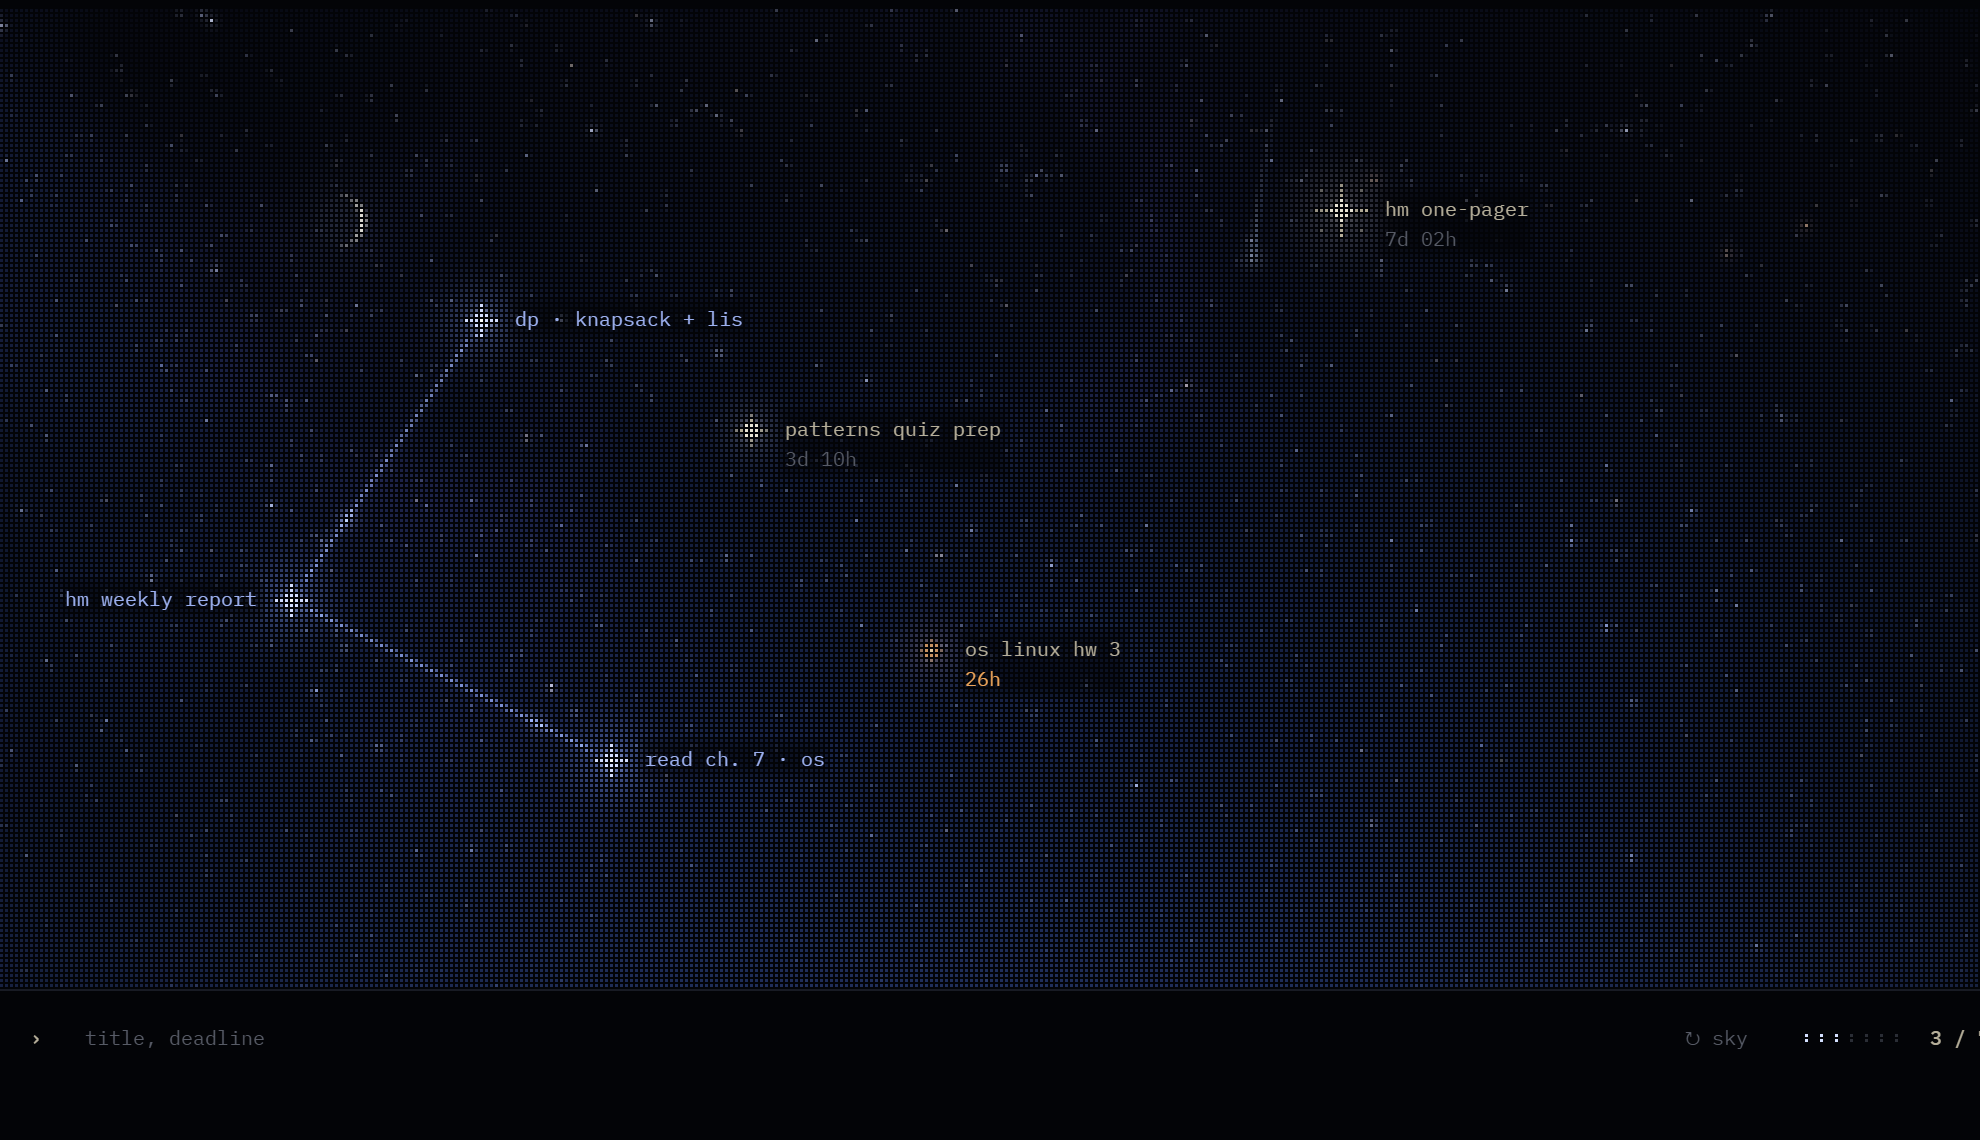 hm one-pager
7d 02h
dp · knapsack + lis
patterns quiz prep
3d 10h
hm weekly report
os linux hw 3
26h
read ch. 7 · os
› title, deadline
↻ sky
3 /